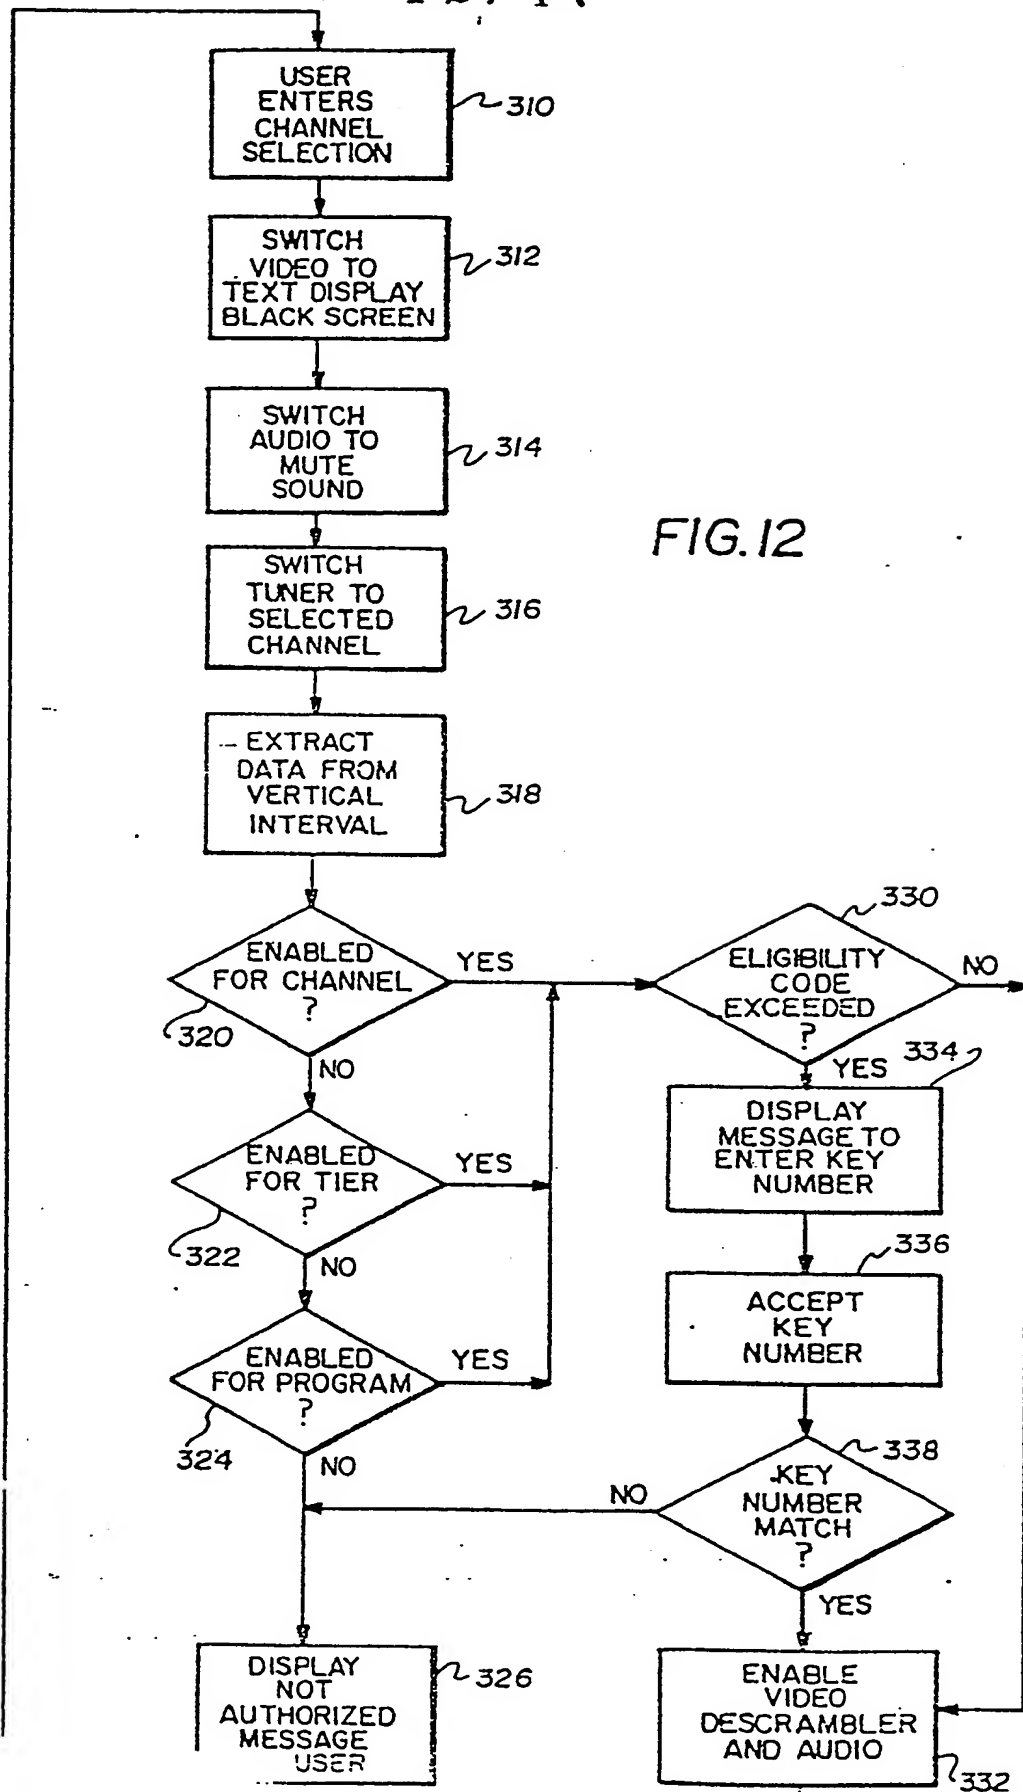 USER
ENTERS
CHANNEL
SELECTION
310
SWITCH
VIDEO TO
TEXT DISPLAY
BLACK SCREEN
312
SWITCH
AUDIO TO
MUTE
SOUND
314
FIG.12
SWITCH
TUNER TO
SELECTED
CHANNEL
316
EXTRACT
DATA FROM
VERTICAL
INTERVAL
318
ENABLED
FOR CHANNEL
?
320
YES
NO
330
ELIGIBILITY
CODE
EXCEEDED
?
NO
YES
334
DISPLAY
MESSAGE TO
ENTER KEY
NUMBER
ENABLED
FOR TIER
?
322
YES
NO
336
ACCEPT
KEY
NUMBER
ENABLED
FOR PROGRAM
?
324
YES
NO
338
KEY
NUMBER
MATCH
?
NO
YES
DISPLAY
NOT
AUTHORIZED
MESSAGE
USER
326
ENABLE
VIDEO
DESCRAMBLER
AND AUDIO
332